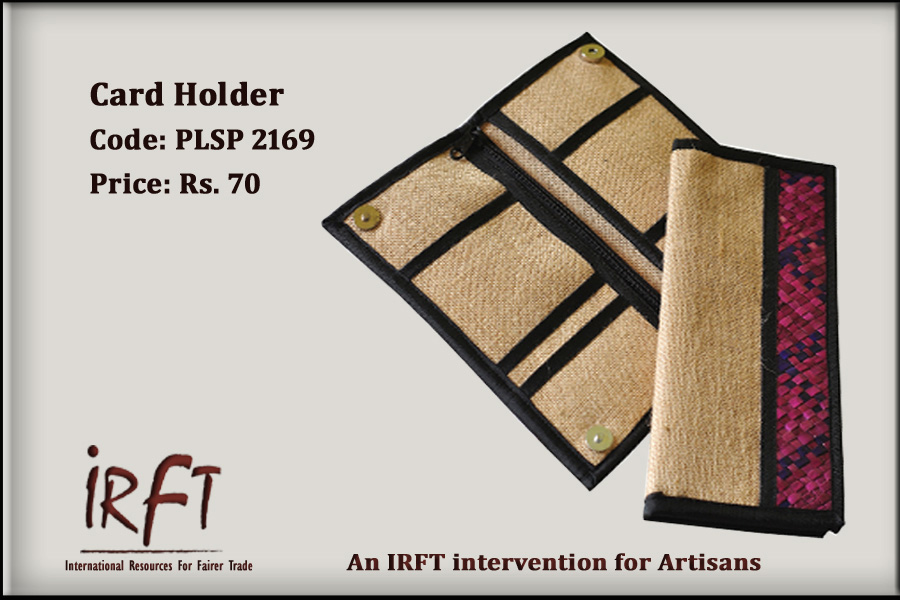 Card Holder
Code: PLSP 2169
Price: Rs. 70
iRFT
International Resources For Fairer Trade
An IRFT intervention for Artisans